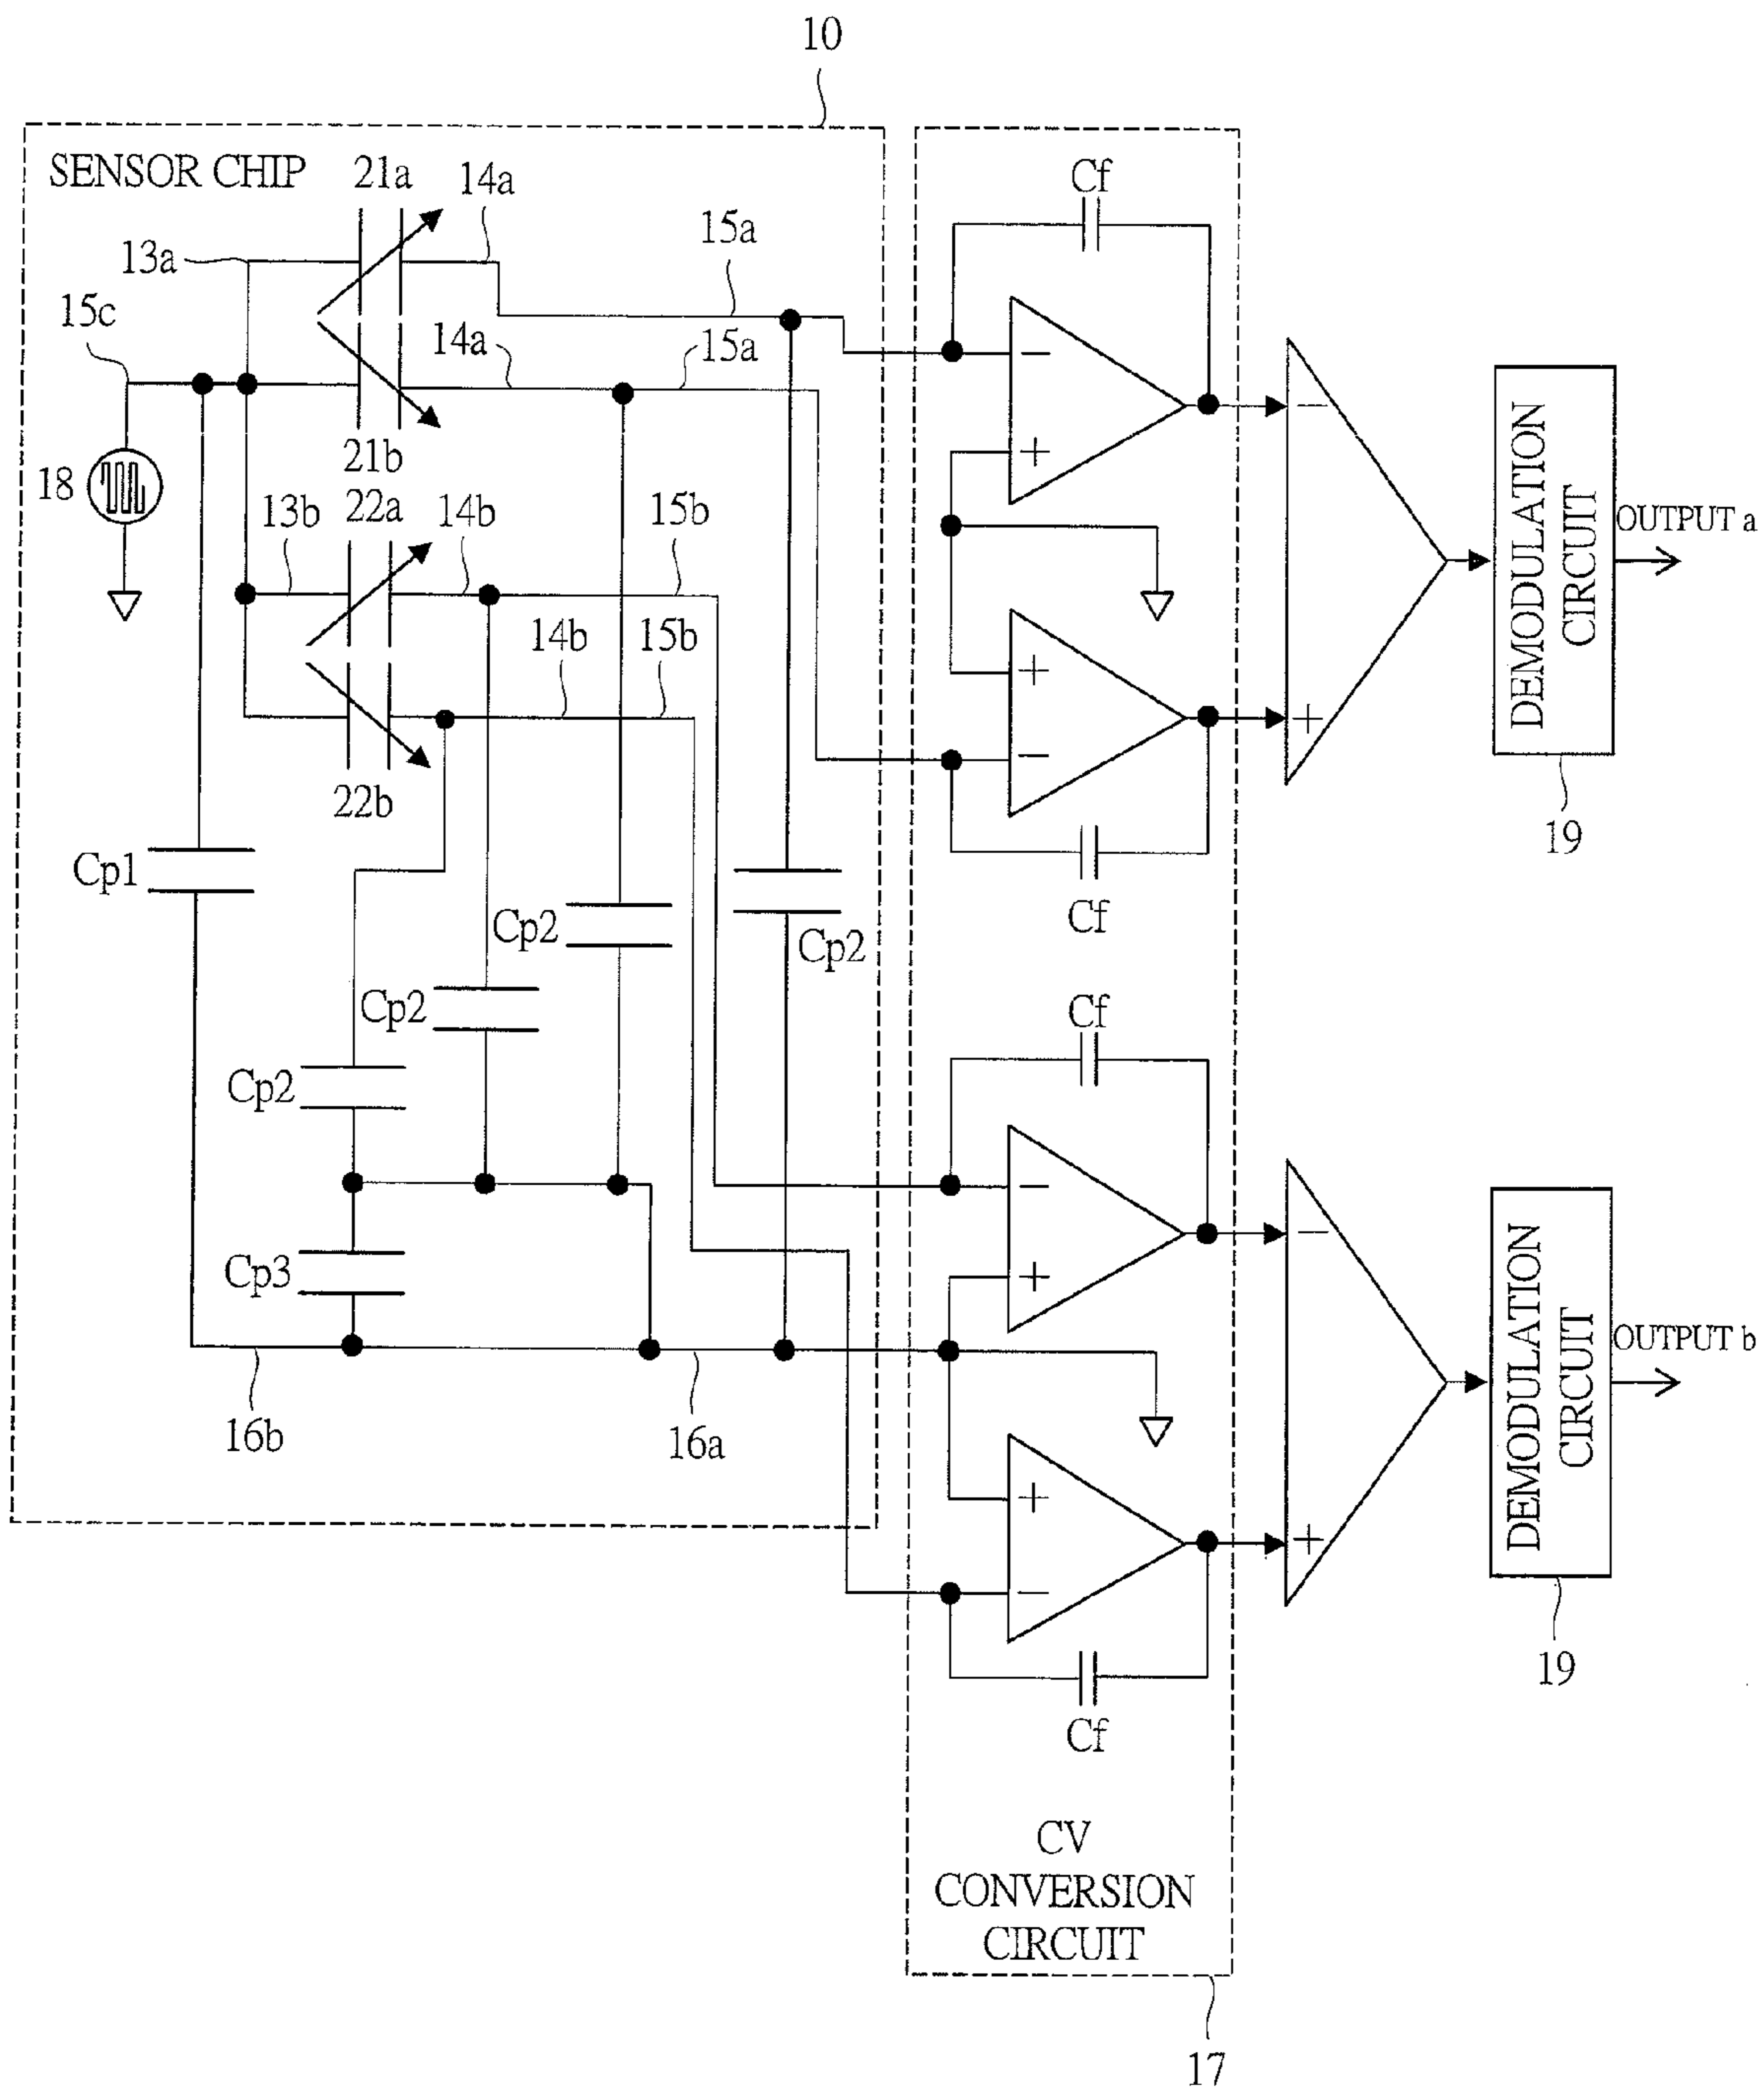 10
SENSOR CHIP
21a
14a
13a
15a
15c
14a
15a
18
21b
13b
22a
14b
15b
14b
15b
22b
Cp1
Cp2
Cp2
Cp2
Cp2
Cp3
16b
16a
Cf
−
+
+
−
Cf
−
+
DEMODULATION
CIRCUIT
OUTPUT a
19
Cf
−
+
+
−
Cf
−
+
DEMODULATION
CIRCUIT
OUTPUT b
19
CV
CONVERSION
CIRCUIT
17